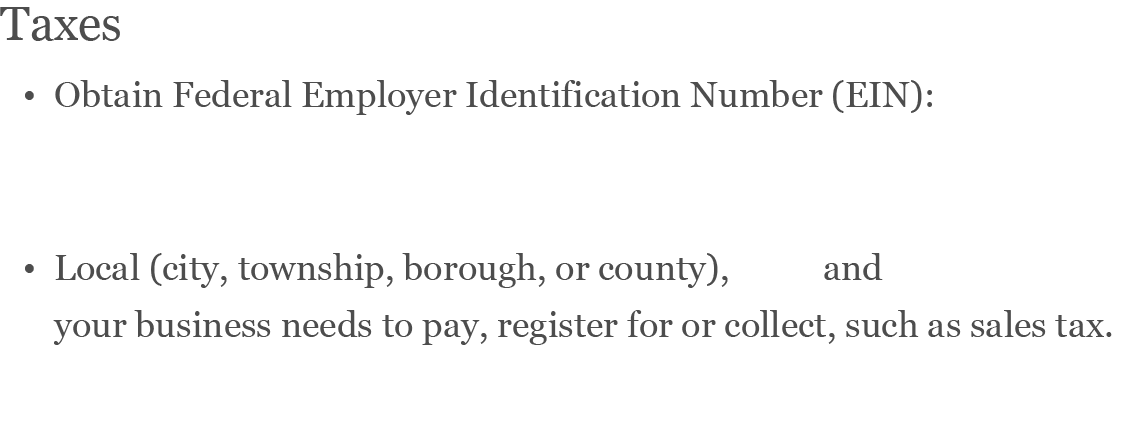 Taxes
• Obtain Federal Employer Identification Number (EIN):
• Local (city, township, borough, or county), and
your business needs to pay, register for or collect, such as sales tax.